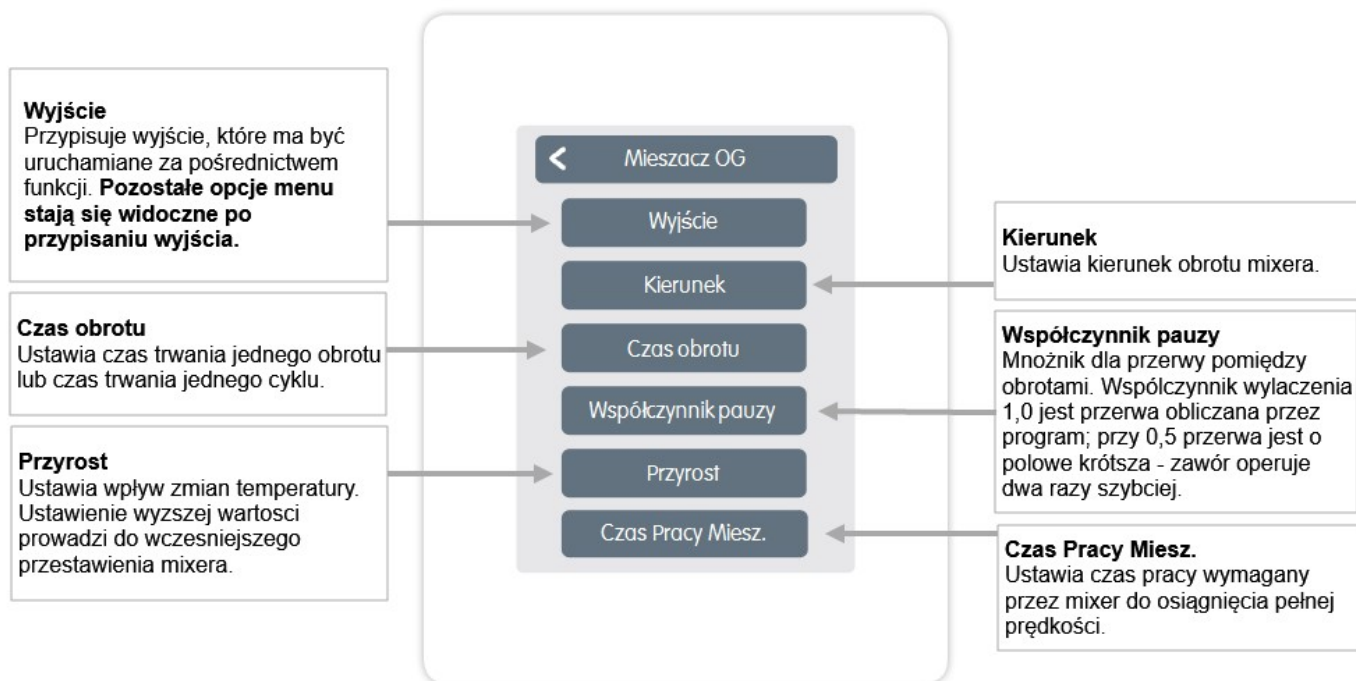 Wyjście
Przypisuje wyjście, które ma być
uruchamiane za pośrednictwem
funkcji. Pozostałe opcje menu
stają się widoczne po
przypisaniu wyjścia.
Czas obrotu
Ustawia czas trwania jednego obrotu
lub czas trwania jednego cyklu.
Przyrost
Ustawia wpływ zmian temperatury.
Ustawienie wyzszej wartosci
prowadzi do wczesniejszego
przestawienia mixera.
Mieszacz OG
Wyjście
Kierunek
Czas obrotu
Współczynnik pauzy
Przyrost
Czas Pracy Miesz.
Kierunek
Ustawia kierunek obrotu mixera.
Współczynnik pauzy
Mnożnik dla przerwy pomiędzy
obrotami. Wspólczynnik wylaczenia
1,0 jest przerwa obliczana przez
program; przy 0,5 przerwa jest o
polowe krótsza - zawór operuje
dwa razy szybciej.
Czas Pracy Miesz.
Ustawia czas pracy wymagany
przez mixer do osiągnięcia pełnej
prędkości.